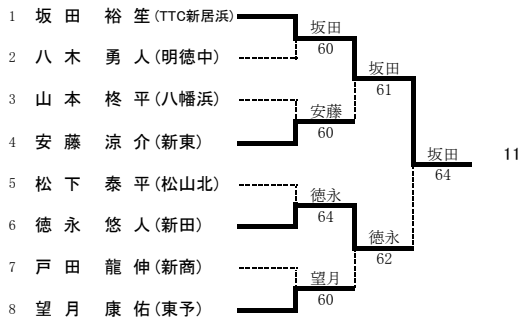 1 坂田 裕笙 (TTC新居浜)
坂田
60
2 八木 勇人 (明徳中)
坂田
61
3 山本 柊平 (八幡浜)
安藤
60
4 安藤 涼介 (新東)
坂田
64
11
5 松下 泰平 (松山北)
徳永
64
6 徳永 悠人 (新田)
徳永
62
7 戸田 龍伸 (新商)
望月
60
8 望月 康佑 (東予)